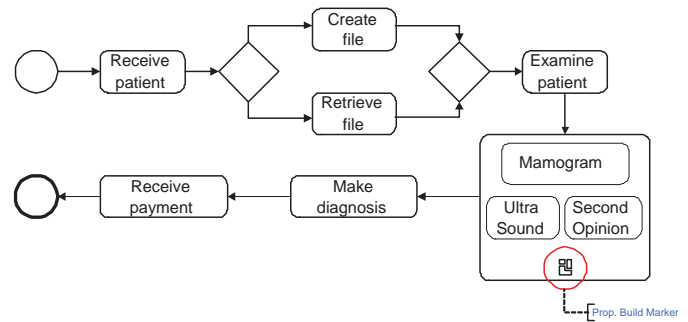 Create
file
Receive
patient
Examine
patient
Retrieve
file
Mamogram
Ultra
Sound
Second
Opinion
Make
diagnosis
Receive
payment
Prop. Build Marker